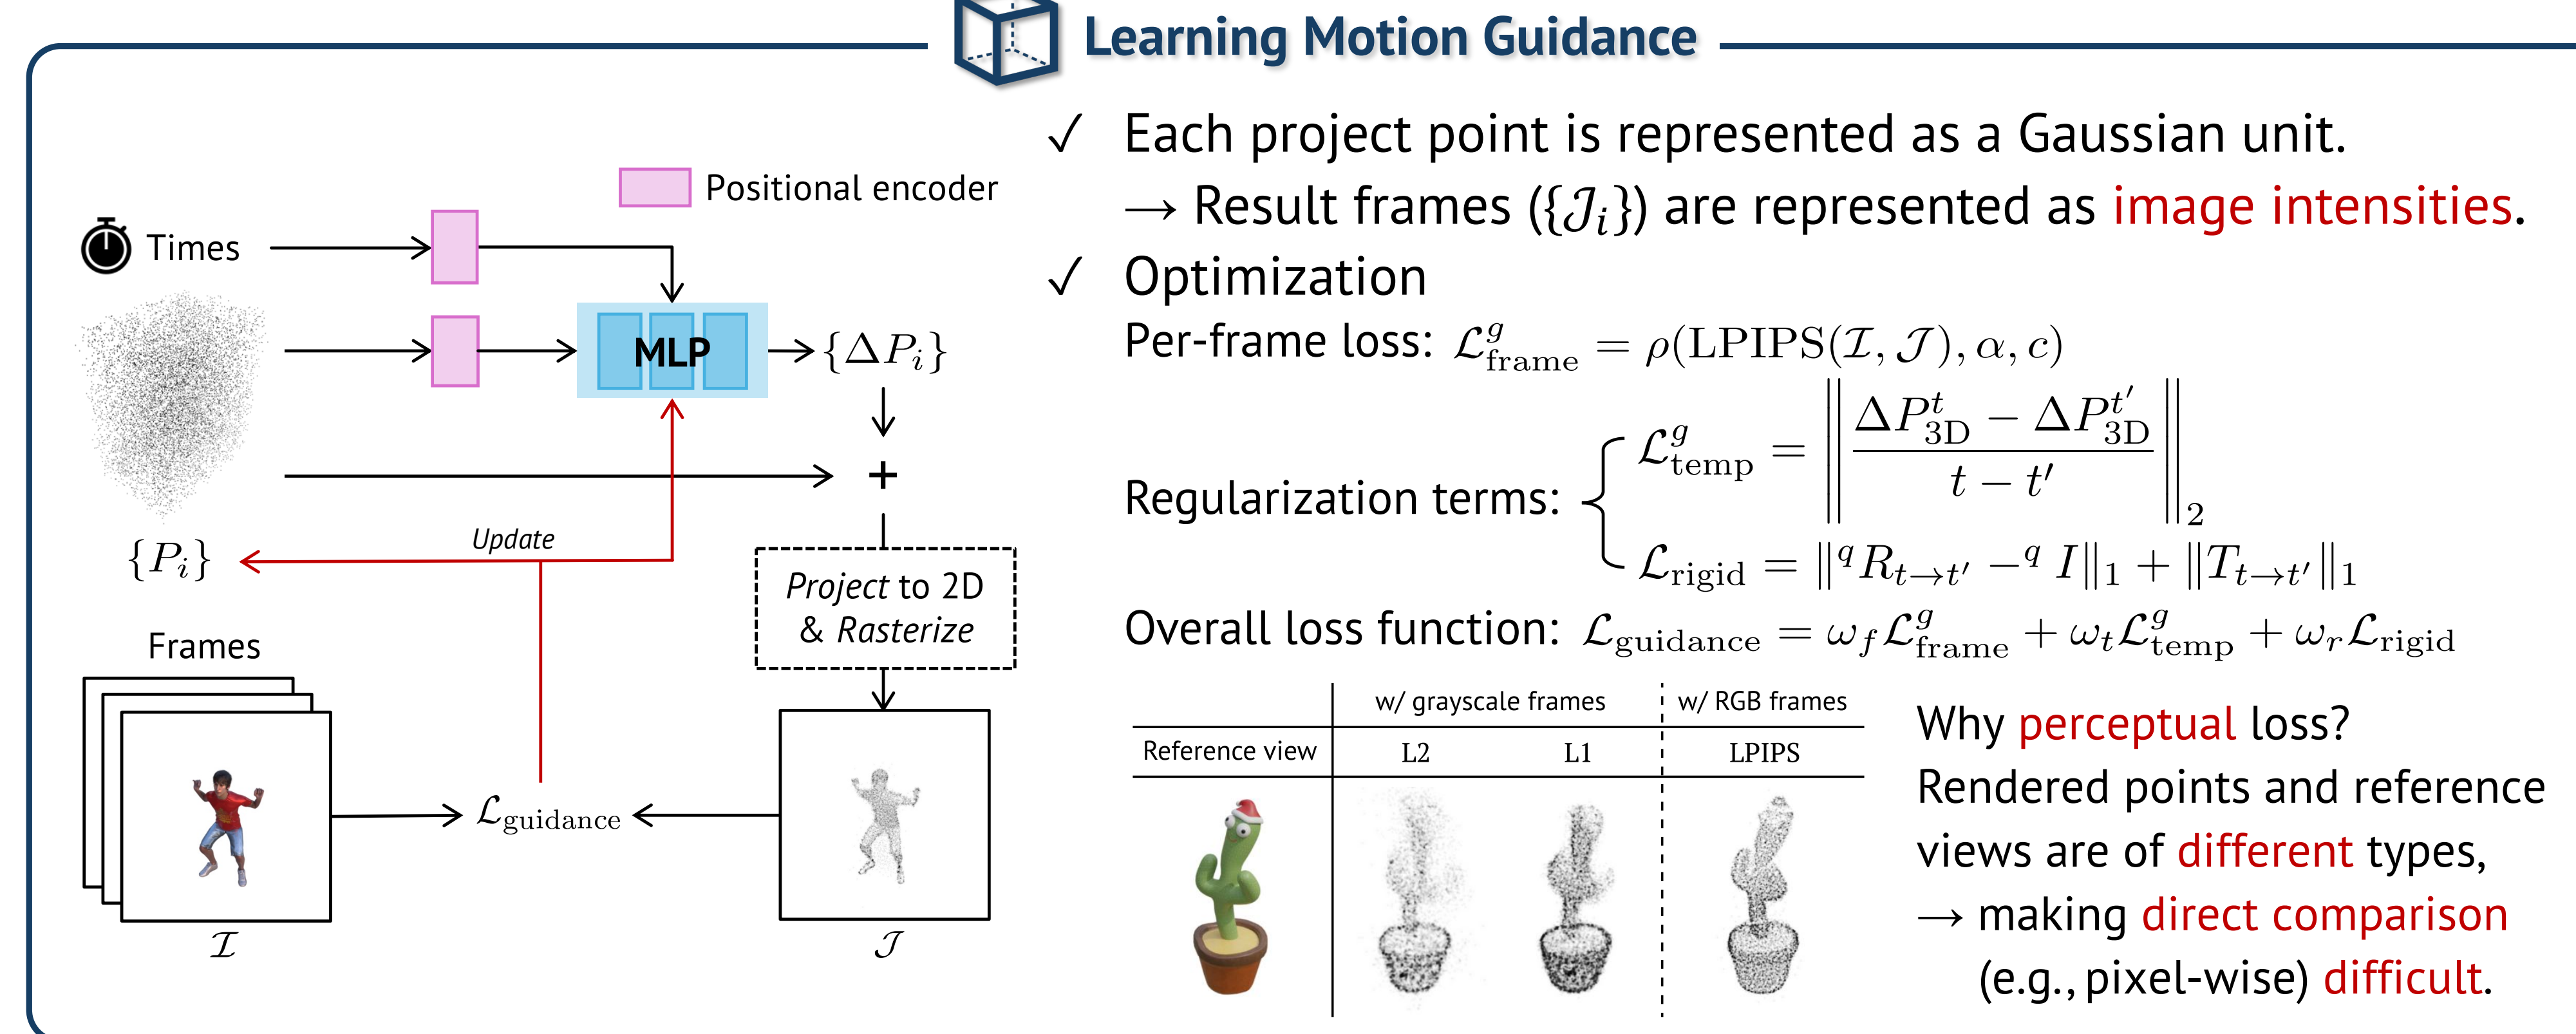 Learning Motion Guidance
Positional encoder
Times
MLP
{ΔP_i}
+
Update
{P_i}
Project to 2D
& Rasterize
Frames
ℒ_guidance
ℐ
𝒥
✓ Each project point is represented as a Gaussian unit.
→ Result frames ({𝒥_i}) are represented as image intensities.
✓ Optimization
Per-frame loss: ℒ^g_frame = ρ(LPIPS(ℐ, 𝒥), α, c)
Regularization terms:
ℒ^g_temp = ‖(ΔP^t_3D − ΔP^t′_3D) / (t − t′)‖_2
ℒ_rigid = ‖^q R_{t→t′} −^q I‖_1 + ‖T_{t→t′}‖_1
Overall loss function: ℒ_guidance = ω_f ℒ^g_frame + ω_t ℒ^g_temp + ω_r ℒ_rigid
w/ grayscale frames w/ RGB frames
Reference view L2 L1 LPIPS
Why perceptual loss?
Rendered points and reference
views are of different types,
→ making direct comparison
(e.g., pixel-wise) difficult.